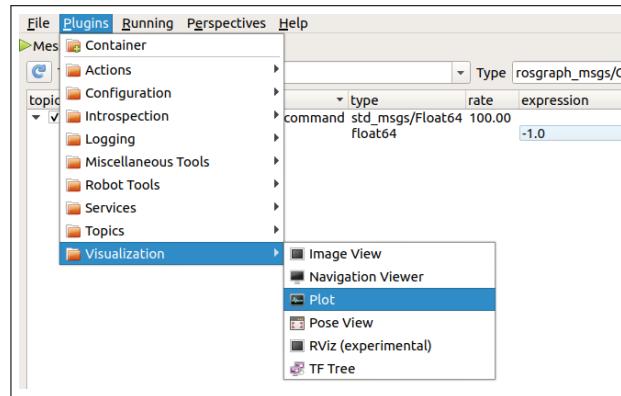 File Plugins Running Perspectives Help
Mes
Container
Actions
Type rosgraph_msgs/
Configuration
topic type rate expression
Introspection
command std_msgs/Float64 100.00
float64 -1.0
Logging
Miscellaneous Tools
Robot Tools
Services
Topics
Visualization
Image View
Navigation Viewer
Plot
Pose View
RViz (experimental)
TF Tree